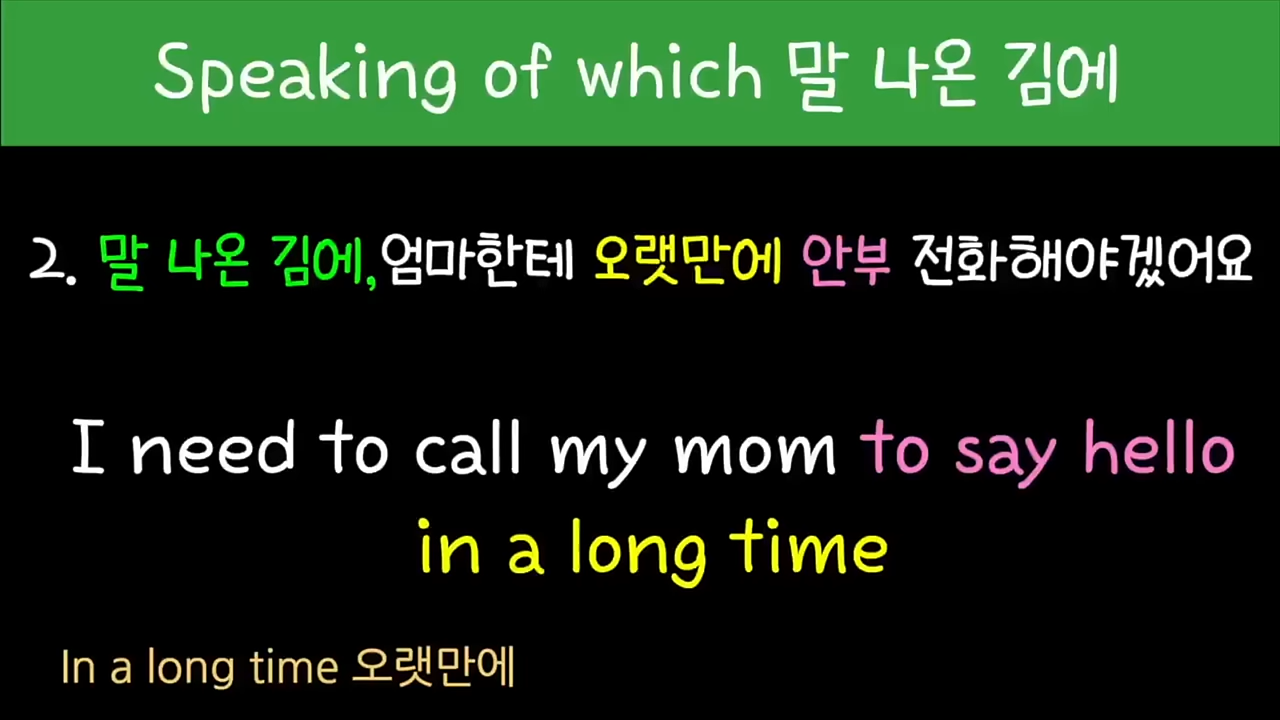 Speaking of which 말 나온 김에
2. 말 나온 김에,엄마한테 오랫만에 안부 전화해야겠어요
I need to call my mom to say hello
in a long time
In a long time 오랫만에